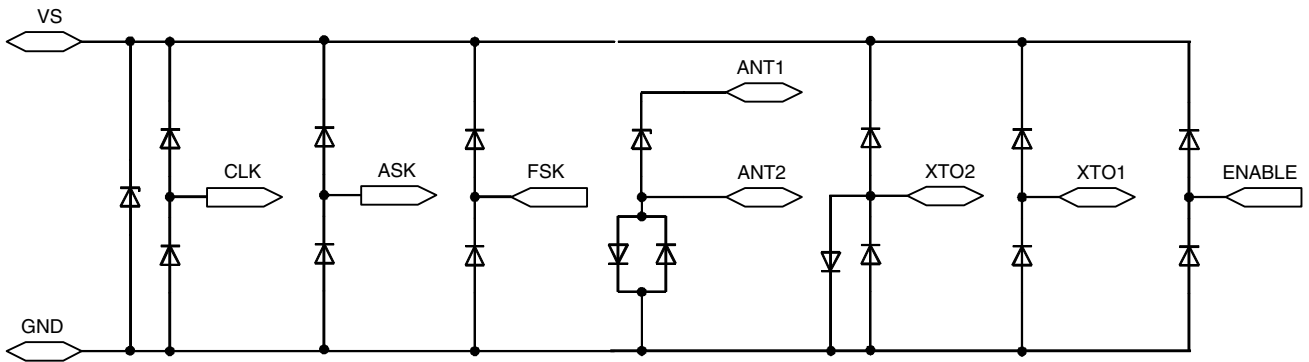 VS
ANT1
CLK
ASK
FSK
ANT2
XTO2
XTO1
ENABLE
GND